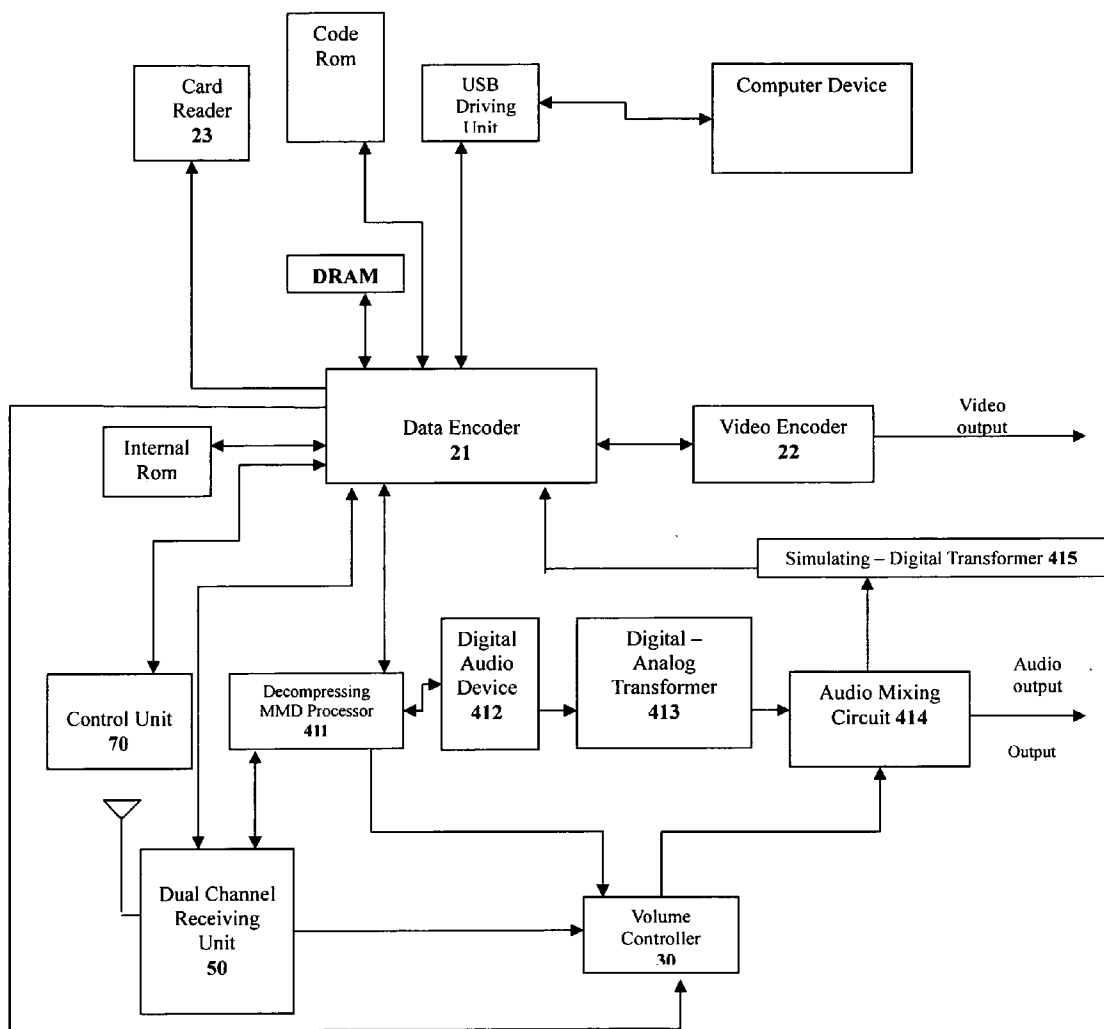 Code
Rom
Card
Reader
23
USB
Driving
Unit
Computer Device
DRAM
Data Encoder
21
Video Encoder
22
Video
output
Internal
Rom
Simulating – Digital Transformer 415
Control Unit
70
Decompressing
MMD Processor
411
Digital
Audio
Device
412
Digital –
Analog
Transformer
413
Audio Mixing
Circuit 414
Audio
output
Output
Dual Channel
Receiving
Unit
50
Volume
Controller
30